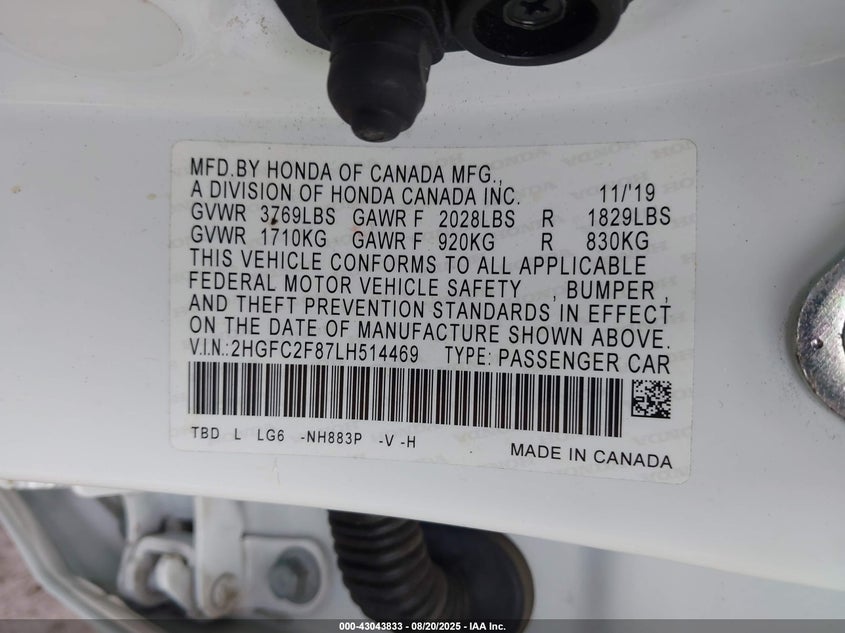 MFD.BY HONDA OF CANADA MFG.,
A DIVISION OF HONDA CANADA INC. 11/'19
GVWR 3769LBS GAWR F 2028LBS R 1829LBS
GVWR 1710KG GAWR F 920KG R 830KG
THIS VEHICLE CONFORMS TO ALL APPLICABLE
FEDERAL MOTOR VEHICLE SAFETY , BUMPER ,
AND THEFT PREVENTION STANDARDS IN EFFECT
ON THE DATE OF MANUFACTURE SHOWN ABOVE.
V.I.N.:2HGFC2F87LH514469 TYPE: PASSENGER CAR
TBD L LG6 -NH883P -V -H
MADE IN CANADA
000-43043833 / 08/20/2025 - IAA Inc.